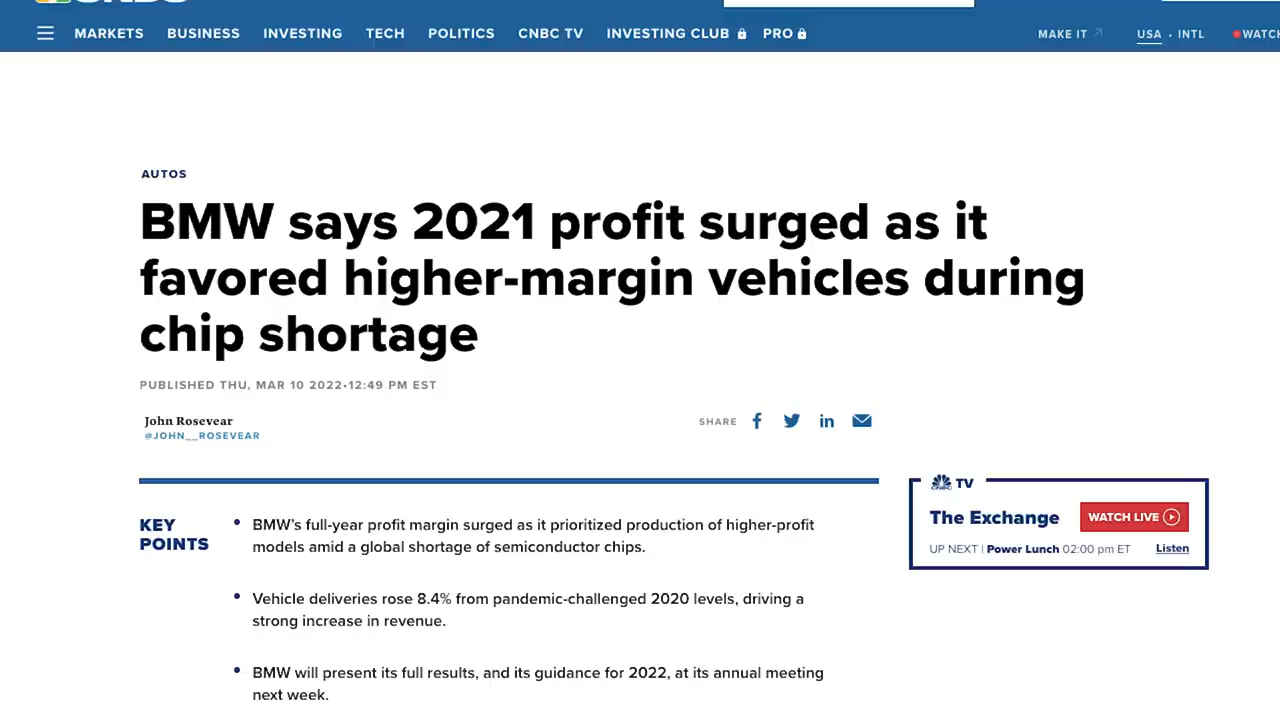 MARKETS BUSINESS INVESTING TECH POLITICS CNBC TV INVESTING CLUB PRO MAKE IT USA • INTL
AUTOS
BMW says 2021 profit surged as it
favored higher-margin vehicles during
chip shortage
PUBLISHED THU, MAR 10 2022•12:49 PM EST
John Rosevear
@JOHN__ROSEVEAR
SHARE
KEY
POINTS
BMW’s full-year profit margin surged as it prioritized production of higher-profit
models amid a global shortage of semiconductor chips.
Vehicle deliveries rose 8.4% from pandemic-challenged 2020 levels, driving a
strong increase in revenue.
BMW will present its full results, and its guidance for 2022, at its annual meeting
next week.
CNBC TV
The Exchange WATCH LIVE
UP NEXT | Power Lunch 02:00 pm ET Listen